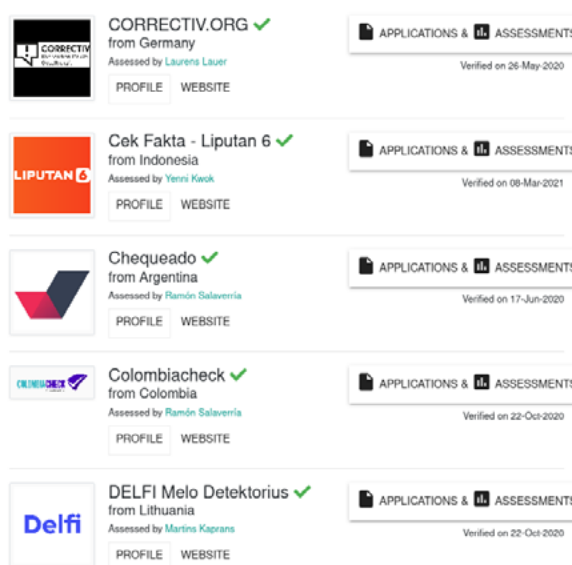 CORRECTIV
CORRECTIV.ORG
from Germany
Assessed by Laurens Lauer
PROFILE WEBSITE
APPLICATIONS & ASSESSMENTS
Verified on 26-May-2020
LIPUTAN 6
Cek Fakta - Liputan 6
from Indonesia
Assessed by Yenni Kwok
PROFILE WEBSITE
APPLICATIONS & ASSESSMENTS
Verified on 08-Mar-2021
Chequeado
from Argentina
Assessed by Ramón Salaverría
PROFILE WEBSITE
APPLICATIONS & ASSESSMENTS
Verified on 17-Jun-2020
COLOMBIACHECK
Colombiacheck
from Colombia
Assessed by Ramón Salaverría
PROFILE WEBSITE
APPLICATIONS & ASSESSMENTS
Verified on 22-Oct-2020
Delfi
DELFI Melo Detektorius
from Lithuania
Assessed by Martins Kaprans
PROFILE WEBSITE
APPLICATIONS & ASSESSMENTS
Verified on 22-Oct-2020